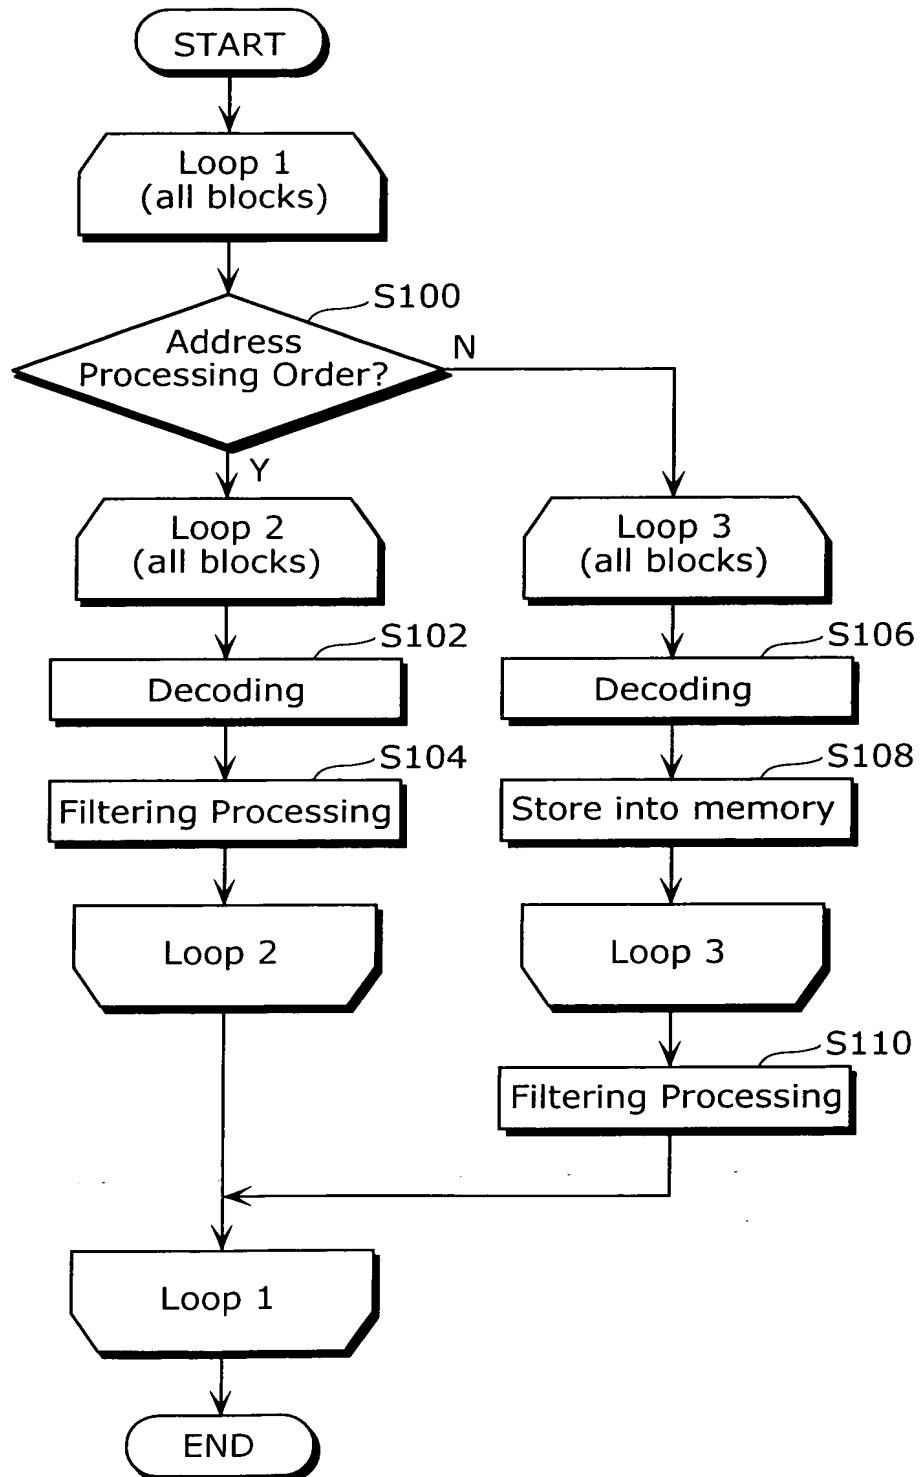 START
Loop 1
(all blocks)
S100
Address
Processing Order?
N
Y
Loop 2
(all blocks)
Loop 3
(all blocks)
S102
Decoding
S106
Decoding
S104
Filtering Processing
S108
Store into memory
Loop 2
Loop 3
S110
Filtering Processing
Loop 1
END